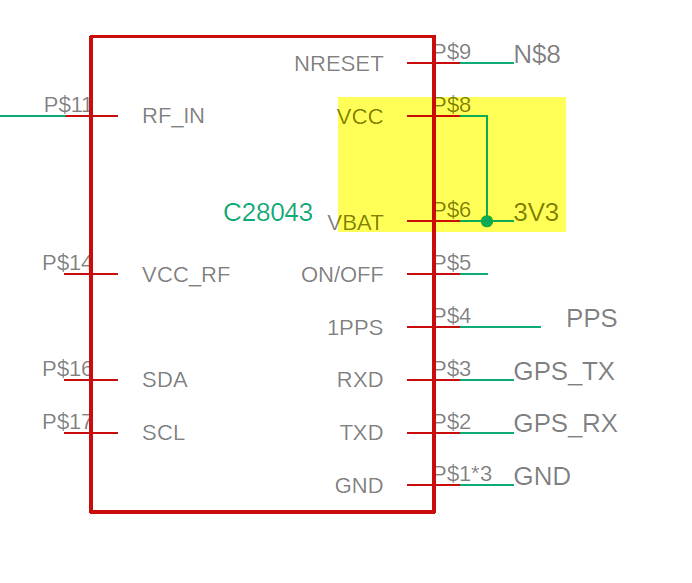 NRESET P$9 N$8
P$11 RF_IN VCC P$8
C28043 VBAT P$6 3V3
P$14 VCC_RF ON/OFF P$5
1PPS P$4 PPS
P$16 SDA RXD P$3 GPS_TX
P$17 SCL TXD P$2 GPS_RX
GND P$1*3 GND